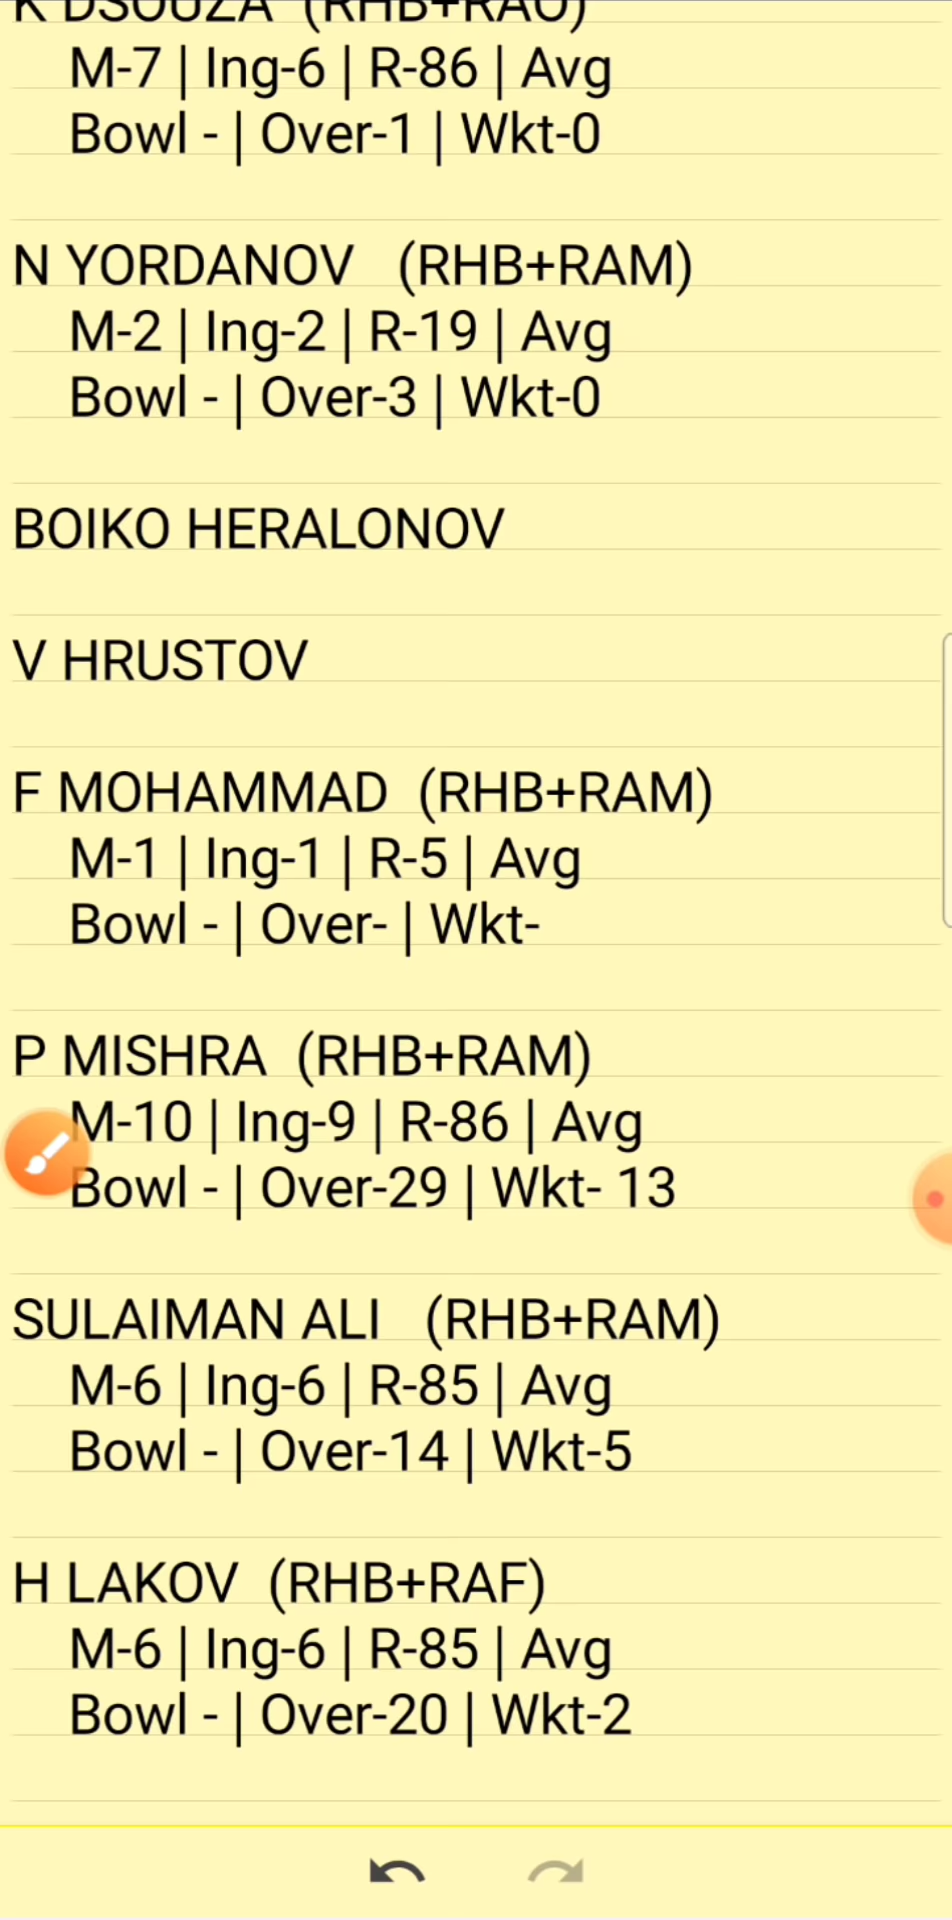 K DSOUZA (RHB+RAO)
M-7 | Ing-6 | R-86 | Avg
Bowl - | Over-1 | Wkt-0
N YORDANOV (RHB+RAM)
M-2 | Ing-2 | R-19 | Avg
Bowl - | Over-3 | Wkt-0
BOIKO HERALONOV
V HRUSTOV
F MOHAMMAD (RHB+RAM)
M-1 | Ing-1 | R-5 | Avg
Bowl - | Over- | Wkt-
P MISHRA (RHB+RAM)
M-10 | Ing-9 | R-86 | Avg
Bowl - | Over-29 | Wkt- 13
SULAIMAN ALI (RHB+RAM)
M-6 | Ing-6 | R-85 | Avg
Bowl - | Over-14 | Wkt-5
H LAKOV (RHB+RAF)
M-6 | Ing-6 | R-85 | Avg
Bowl - | Over-20 | Wkt-2